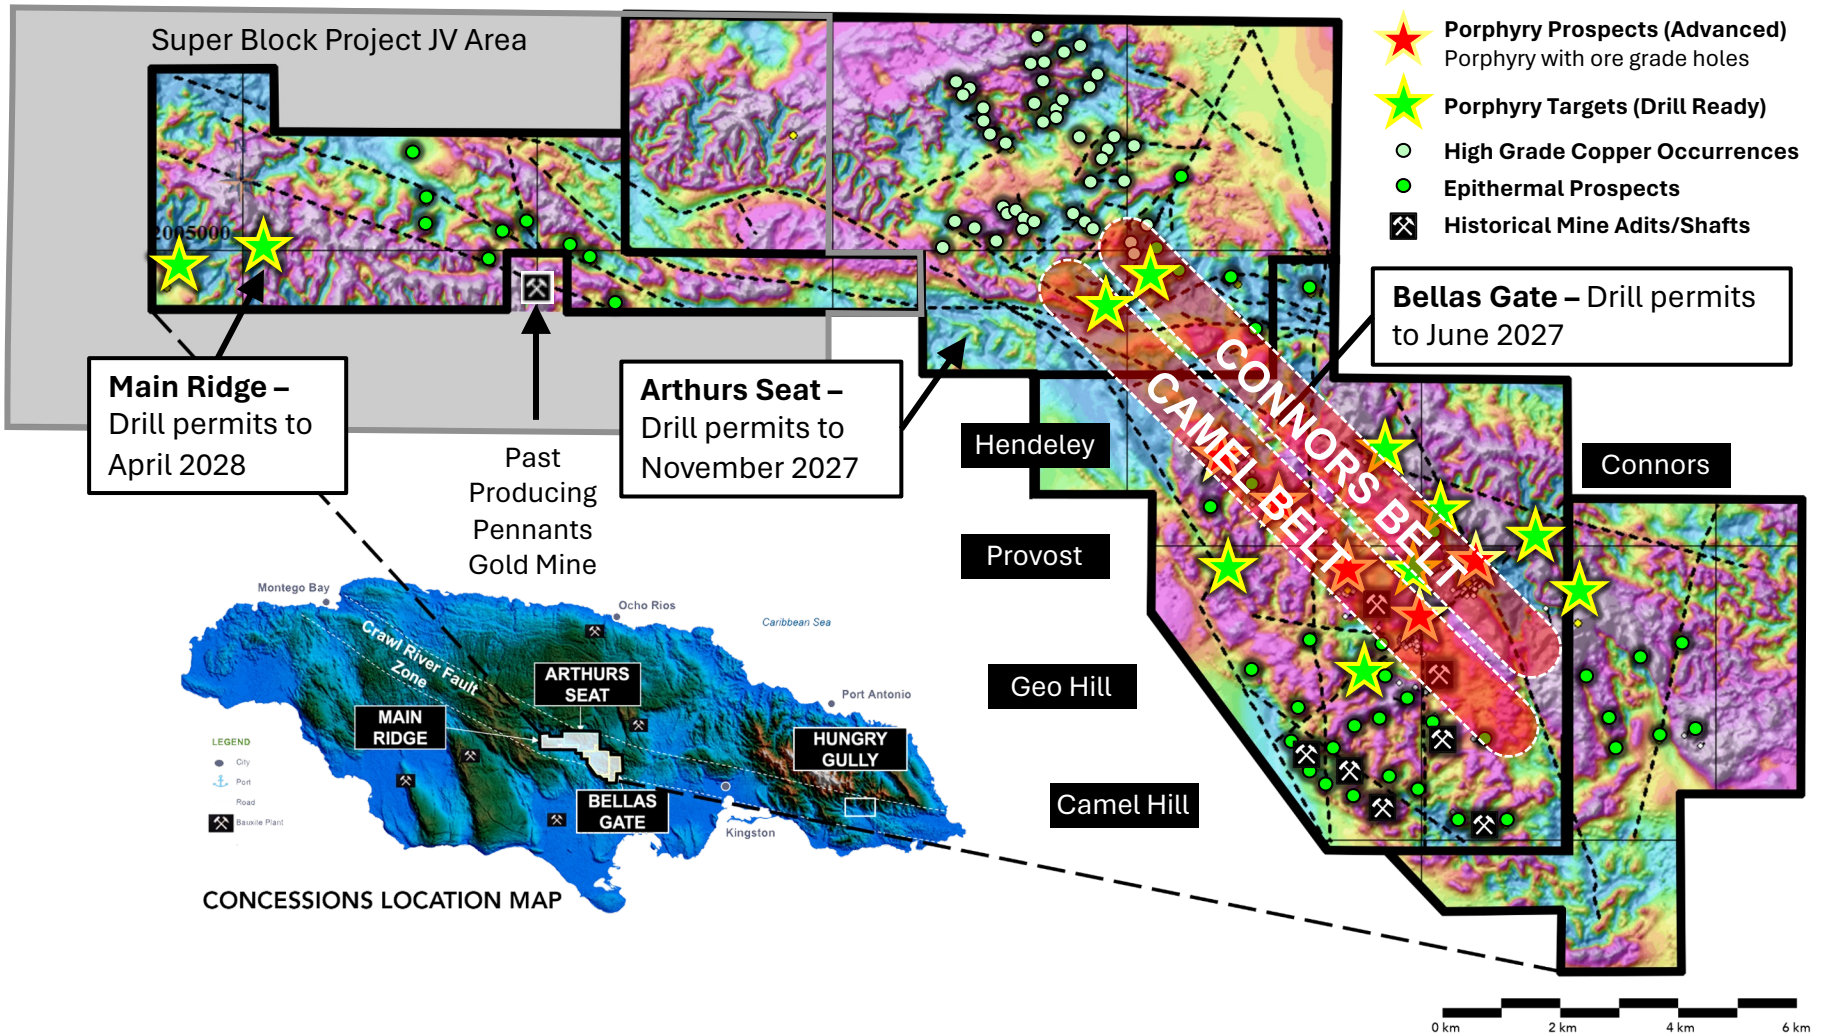 Super Block Project JV Area
Porphyry Prospects (Advanced)
Porphyry with ore grade holes
Porphyry Targets (Drill Ready)
High Grade Copper Occurrences
Epithermal Prospects
Historical Mine Adits/Shafts
2005000
Bellas Gate – Drill permits
to June 2027
Main Ridge –
Drill permits to
April 2028
Arthurs Seat –
Drill permits to
November 2027
Past
Producing
Pennants
Gold Mine
CONNORS BELT
CAMEL BELT
Hendeley
Connors
Provost
Geo Hill
Camel Hill
Montego Bay
Ocho Rios
Caribbean Sea
Crawl River Fault
Zone
ARTHURS
SEAT
Port Antonio
MAIN
RIDGE
HUNGRY
GULLY
BELLAS
GATE
Kingston
LEGEND
City
Port
Road
Bauxile Plant
CONCESSIONS LOCATION MAP
0 km
2 km
4 km
6 km